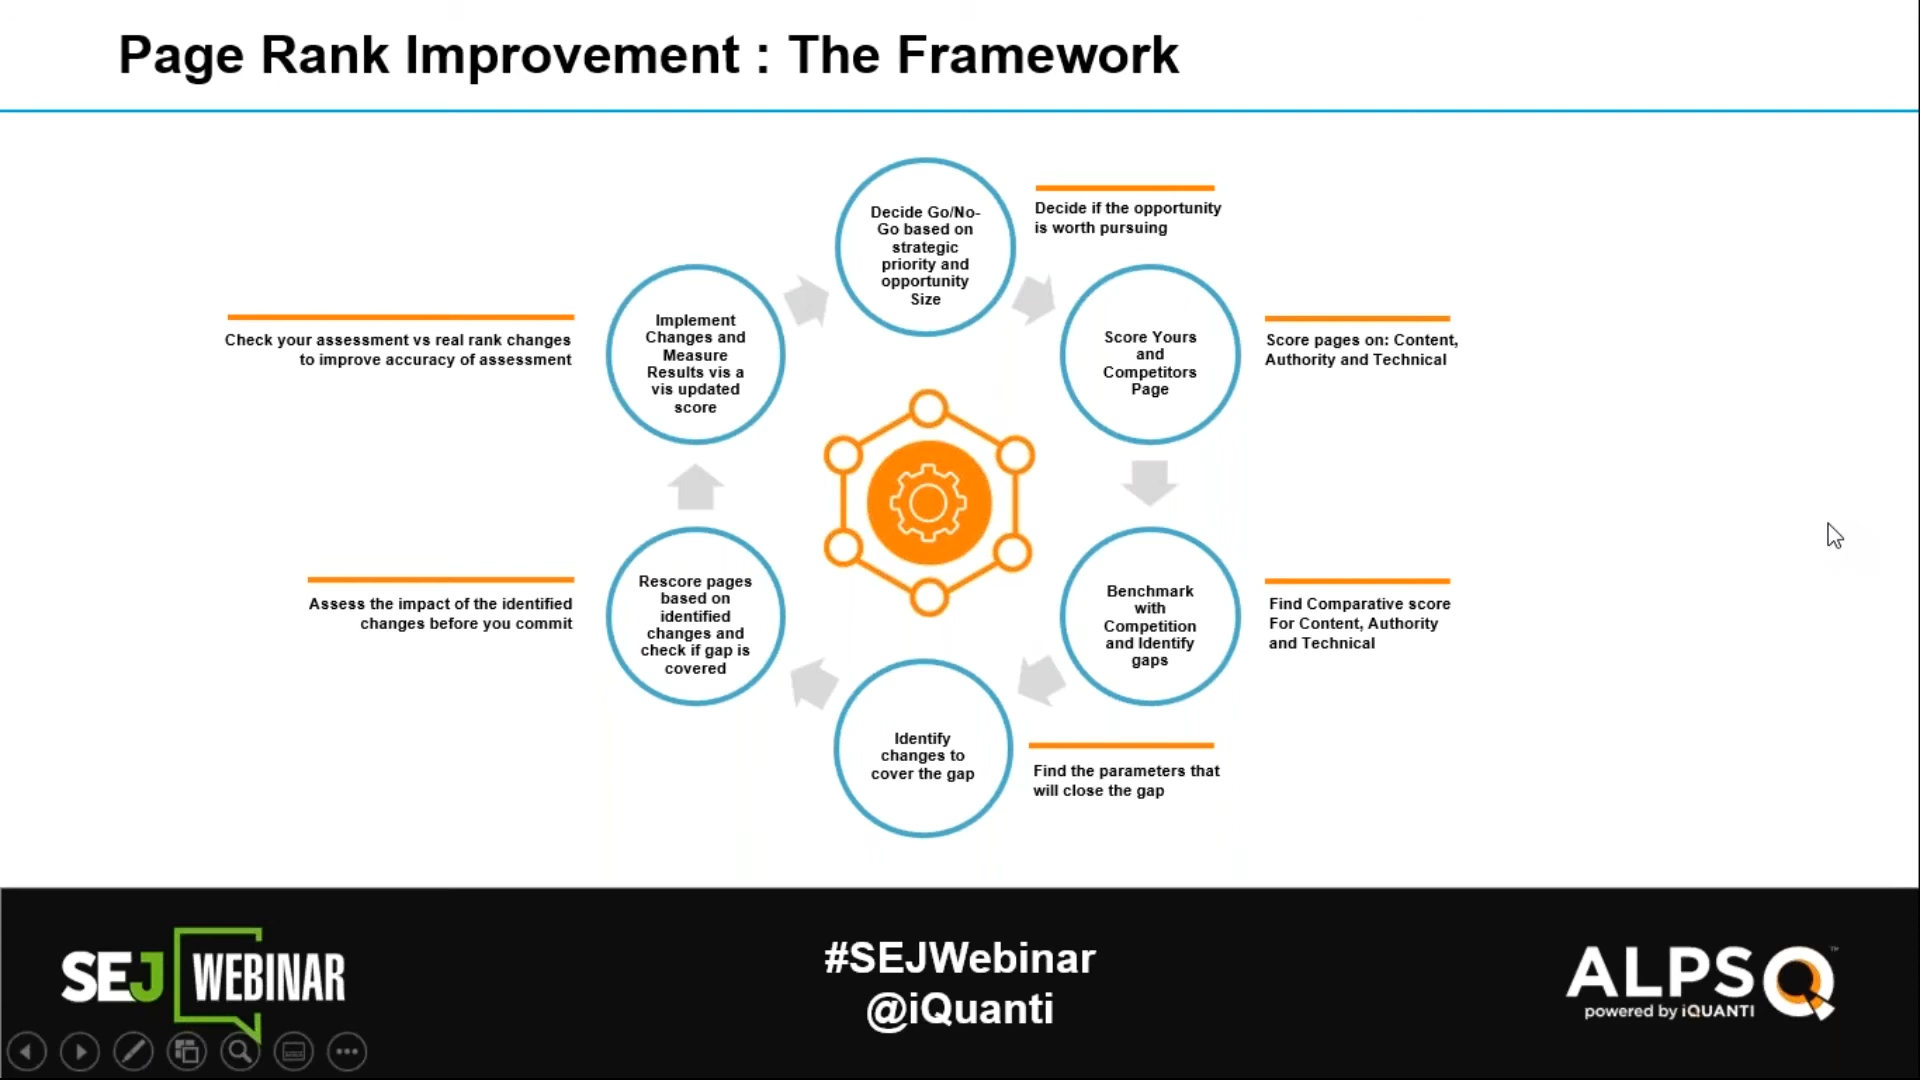 Page Rank Improvement : The Framework
Decide Go/No-
Go based on
strategic
priority and
opportunity
Size
Decide if the opportunity
is worth pursuing
Score Yours
and
Competitors
Page
Score pages on: Content,
Authority and Technical
Benchmark
with
Competition
and Identify
gaps
Find Comparative score
For Content, Authority
and Technical
Identify
changes to
cover the gap
Find the parameters that
will close the gap
Rescore pages
based on
identified
changes and
check if gap is
covered
Assess the impact of the identified
changes before you commit
Implement
Changes and
Measure
Results vis a
vis updated
score
Check your assessment vs real rank changes
to improve accuracy of assessment
SEJ WEBINAR
#SEJWebinar
@iQuanti
ALPS Q™
powered by iQUANTI